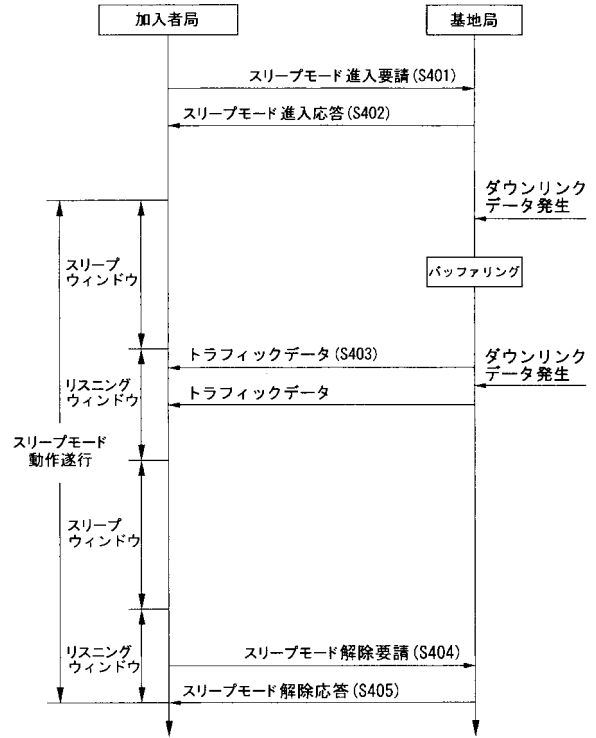 加入者局
基地局
スリープモード進入要請(S401)
スリープモード進入応答(S402)
ダウンリンク
データ発生
スリープ
ウィンドウ
バッファリング
トラフィックデータ(S403)
ダウンリンク
データ発生
リスニング
ウィンドウ
トラフィックデータ
スリープモード
動作遂行
スリープ
ウィンドウ
リスニング
ウィンドウ
スリープモード解除要請(S404)
スリープモード解除応答(S405)